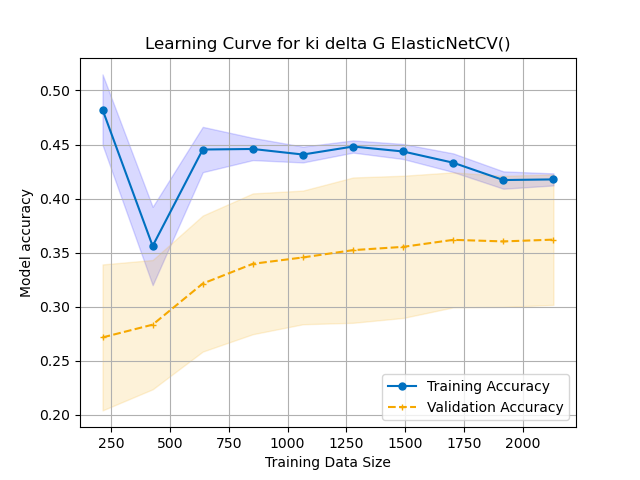 Learning Curve for ki delta G ElasticNetCV()
Model accuracy
0.50
0.45
0.40
0.35
0.30
0.25
0.20
Training Accuracy
Validation Accuracy
250 500 750 1000 1250 1500 1750 2000
Training Data Size